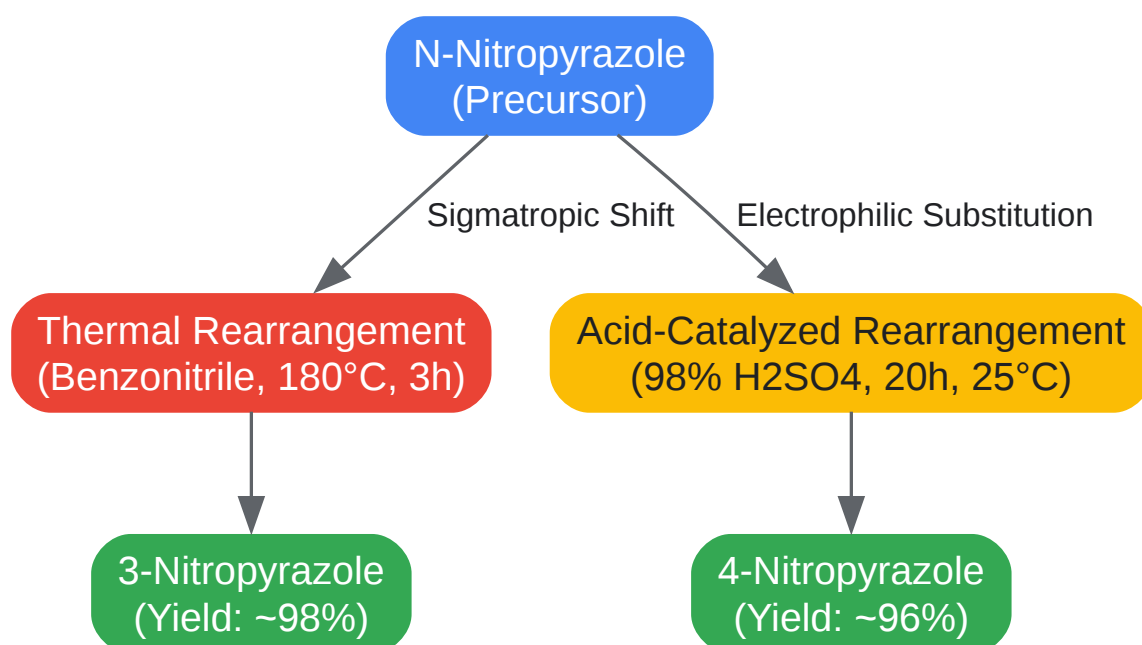 N-Nitropyrazole
(Precursor)
Sigmatropic Shift
Electrophilic Substitution
Thermal Rearrangement
(Benzonitrile, 180°C, 3h)
Acid-Catalyzed Rearrangement
(98% H2SO4, 20h, 25°C)
3-Nitropyrazole
(Yield: ~98%)
4-Nitropyrazole
(Yield: ~96%)